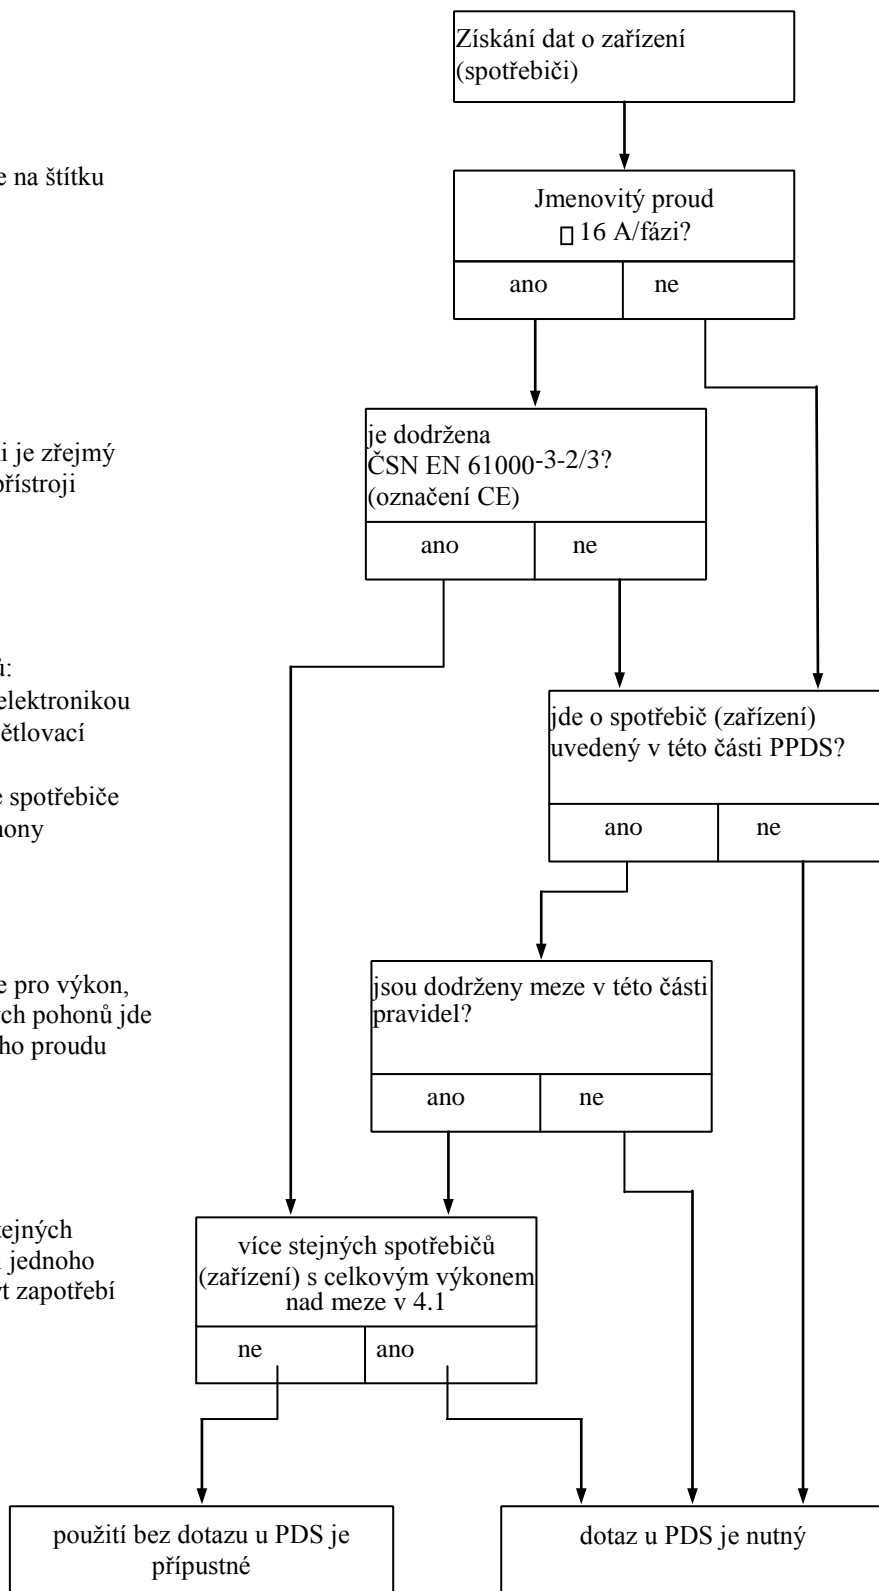 Získání dat o zařízení
(spotřebiči)
e na štítku
Jmenovitý proud
▯ 16 A/fázi?
ano
ne
je dodržena
ČSN EN 61000-3-2/3?
(označení CE)
i je zřejmý
přístroji
ano
ne
ů:
elektronikou
ětlovací
e spotřebiče
hony
jde o spotřebič (zařízení)
uvedený v této části PPDS?
ano
ne
e pro výkon,
ých pohonů jde
ho proudu
jsou dodrženy meze v této části
pravidel?
ano
ne
tejných
jednoho
ýt zapotřebí
více stejných spotřebičů
(zařízení) s celkovým výkonem
nad meze v 4.1
ne
ano
použití bez dotazu u PDS je
přípustné
dotaz u PDS je nutný